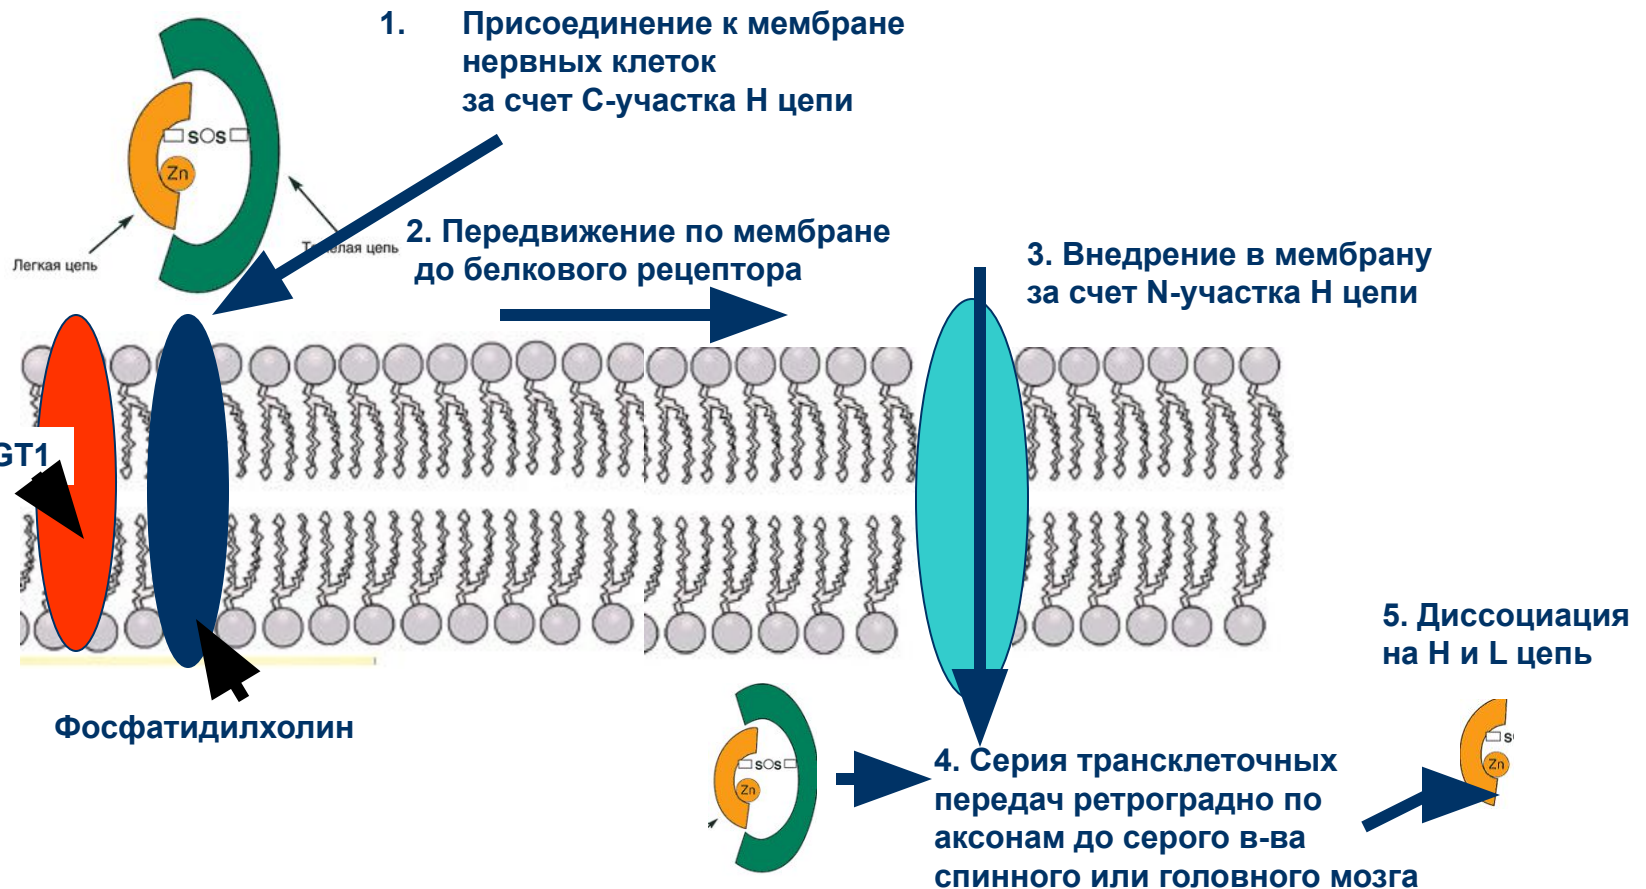 1. Присоединение к мембране
нервных клеток
за счет С-участка Н цепи
SOS
Zn
Легкая цепь
цепь
2. Передвижение по мембране
до белкового рецептора
3. Внедрение в мембрану
за счет N-участка Н цепи
GT1
Фосфатидилхолин
SOS
Zn
4. Серия трансклеточных
передач ретроградно по
аксонам до серого в-ва
спинного или головного мозга
5. Диссоциация
на Н и L цепь
Zn